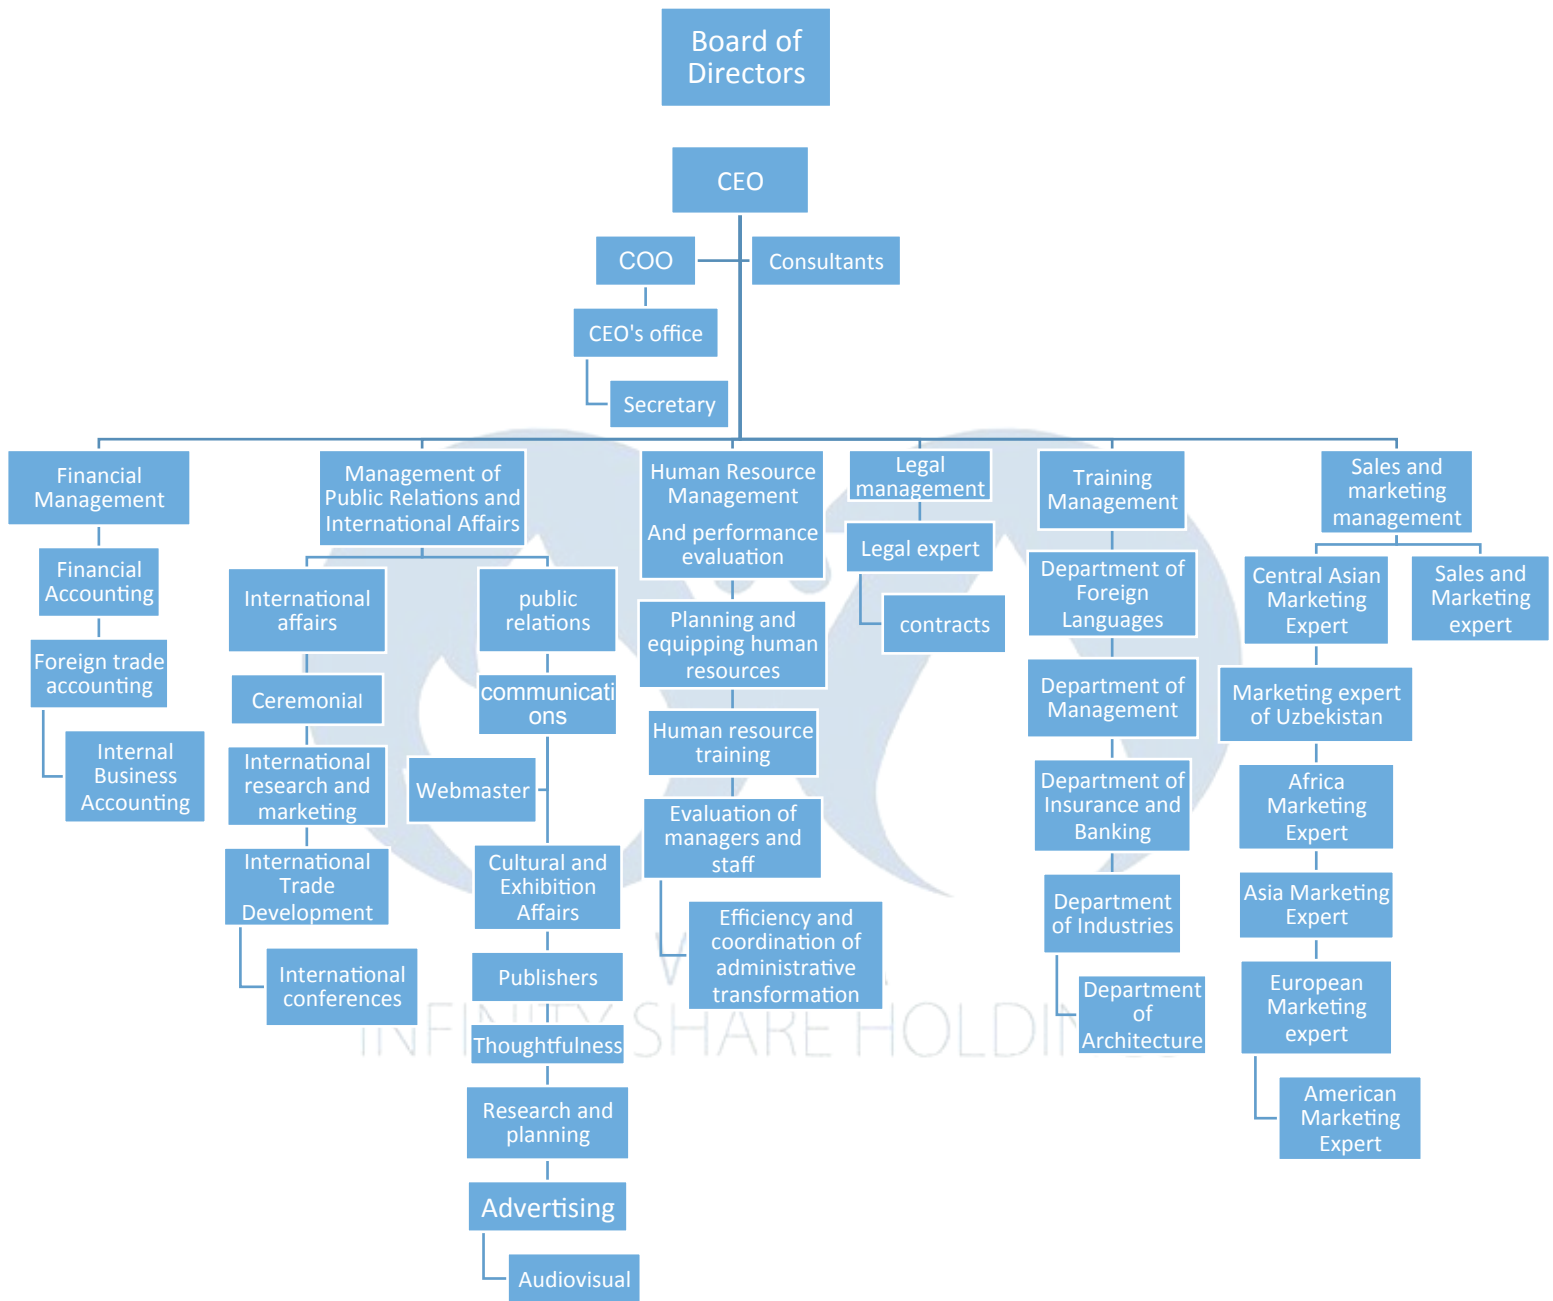 Board of
Directors
CEO
COO
Consultants
CEO's office
Secretary
Financial
Management
Financial
Accounting
Foreign trade
accounting
Internal
Business
Accounting
Management of
Public Relations and
International Affairs
International
affairs
Ceremonial
International
research and
marketing
International
Trade
Development
International
conferences
public
relations
communicati
ons
Webmaster
Cultural and
Exhibition
Affairs
Publishers
Thoughtfulness
Research and
planning
Advertising
Audiovisual
Human Resource
Management
And performance
evaluation
Planning and
equipping human
resources
Human resource
training
Evaluation of
managers and
staff
Efficiency and
coordination of
administrative
transformation
Legal
management
Legal expert
contracts
Training
Management
Department of
Foreign
Languages
Department of
Management
Department of
Insurance and
Banking
Department
of Industries
Department
of
Architecture
Sales and
marketing
management
Central Asian
Marketing
Expert
Sales and
Marketing
expert
Marketing expert
of Uzbekistan
Africa
Marketing
Expert
Asia Marketing
Expert
European
Marketing
expert
American
Marketing
Expert
INFINITY SHARE